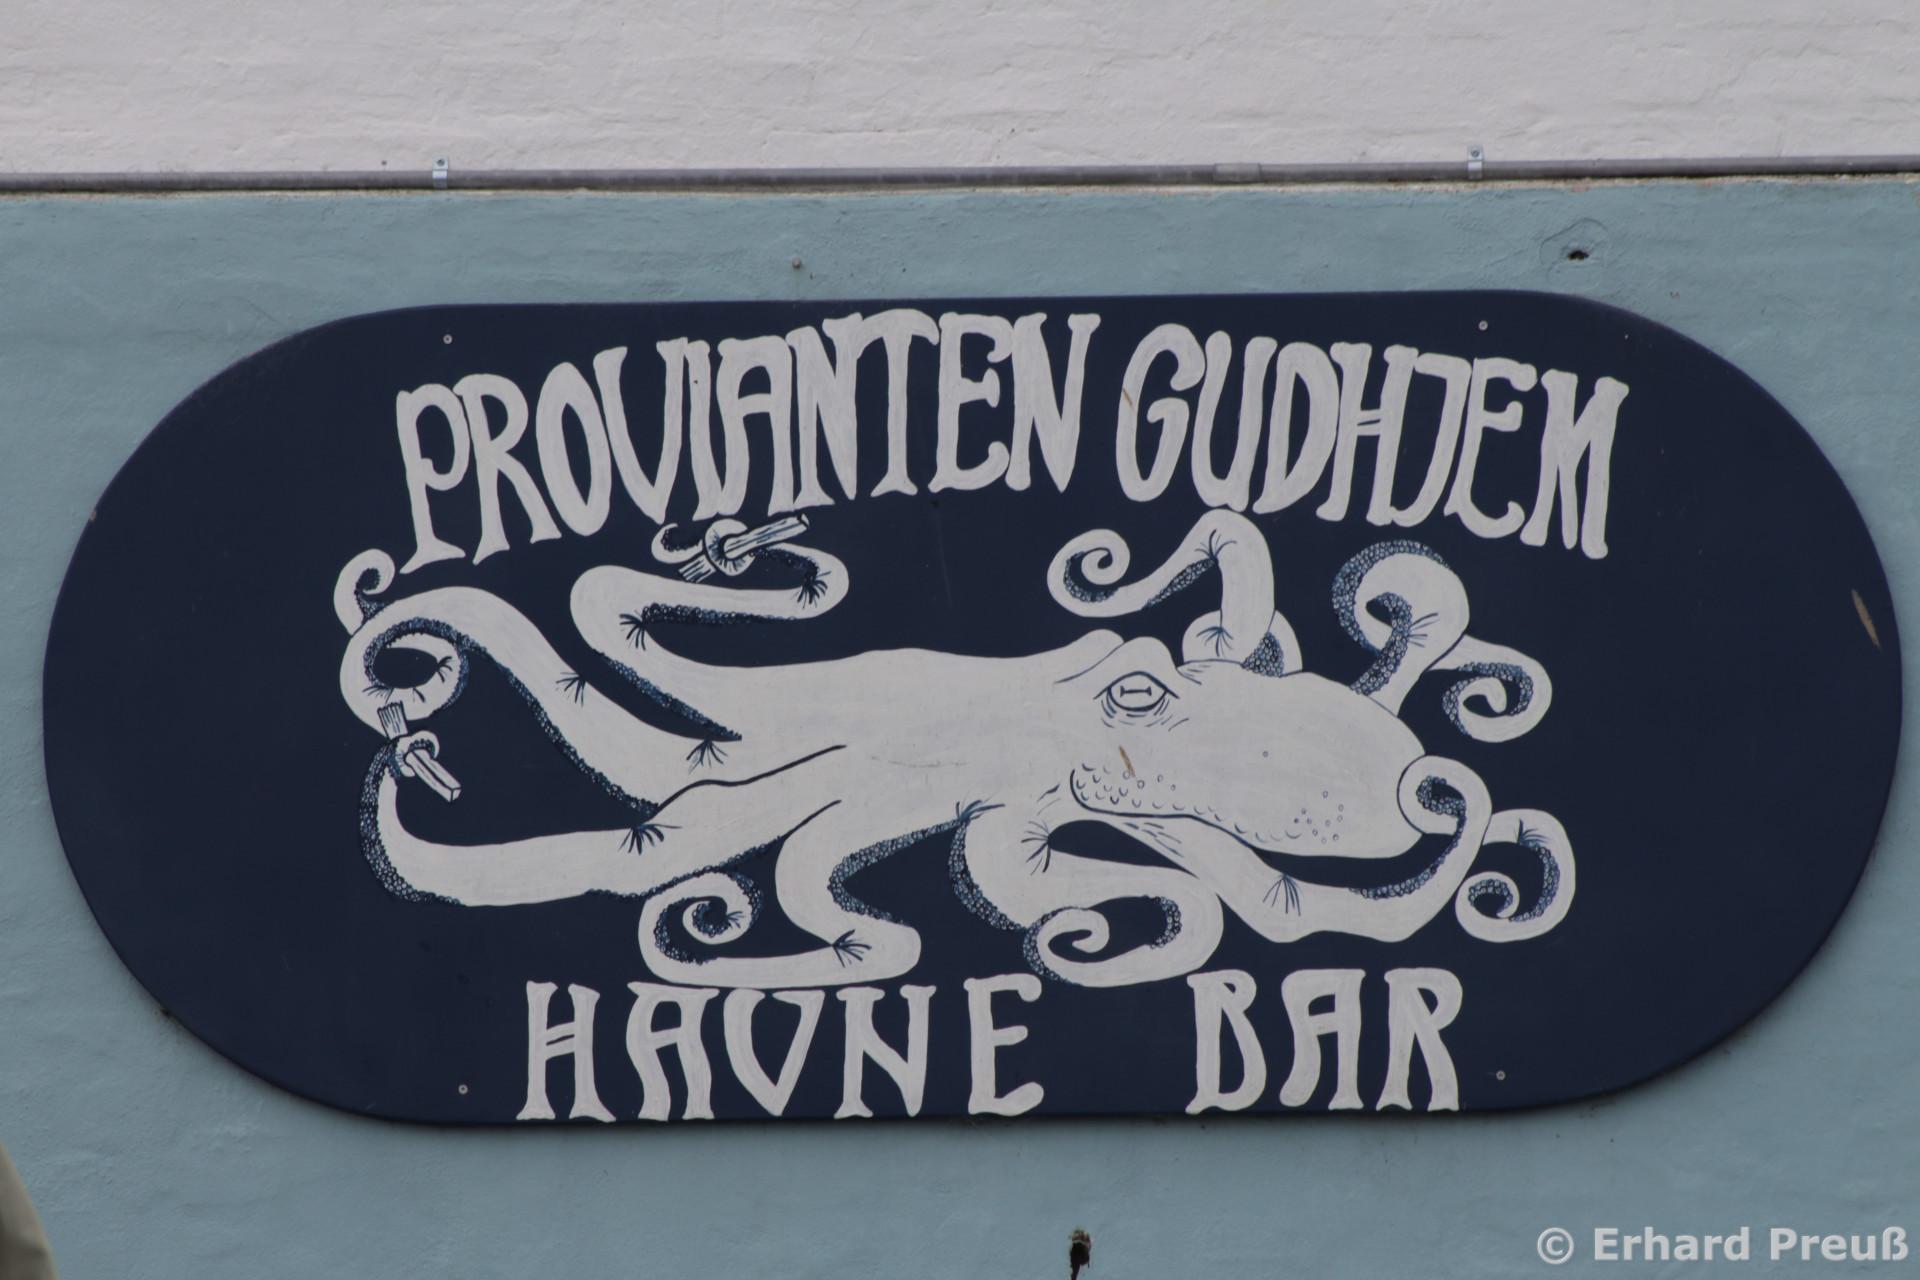 PROVIANTEN GUDHJEM
HAVNE BAR
© Erhard Preuß